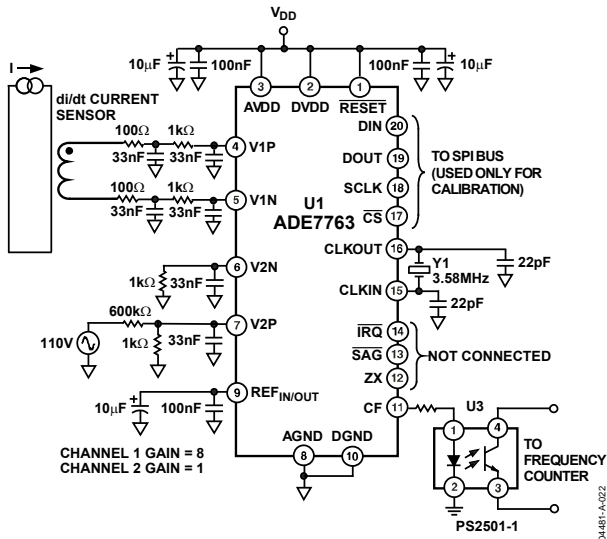 VDD
10µF
100nF
100nF
10µF
I
di/dt CURRENT
SENSOR
3
2
1
AVDD
DVDD
RESET
100Ω
1kΩ
33nF
33nF
4
V1P
100Ω
1kΩ
33nF
33nF
5
V1N
U1
ADE7763
DIN
20
DOUT
19
SCLK
18
CS
17
TO SPI BUS
(USED ONLY FOR
CALIBRATION)
CLKOUT
16
Y1
3.58MHz
22pF
CLKIN
15
22pF
1kΩ
33nF
6
V2N
600kΩ
110V
1kΩ
33nF
7
V2P
IRQ
14
SAG
13
ZX
12
NOT CONNECTED
10µF
100nF
9
REFIN/OUT
CF
11
U3
1
4
2
3
TO
FREQUENCY
COUNTER
PS2501-1
AGND
DGND
8
10
CHANNEL 1 GAIN = 8
CHANNEL 2 GAIN = 1
04481-A-022